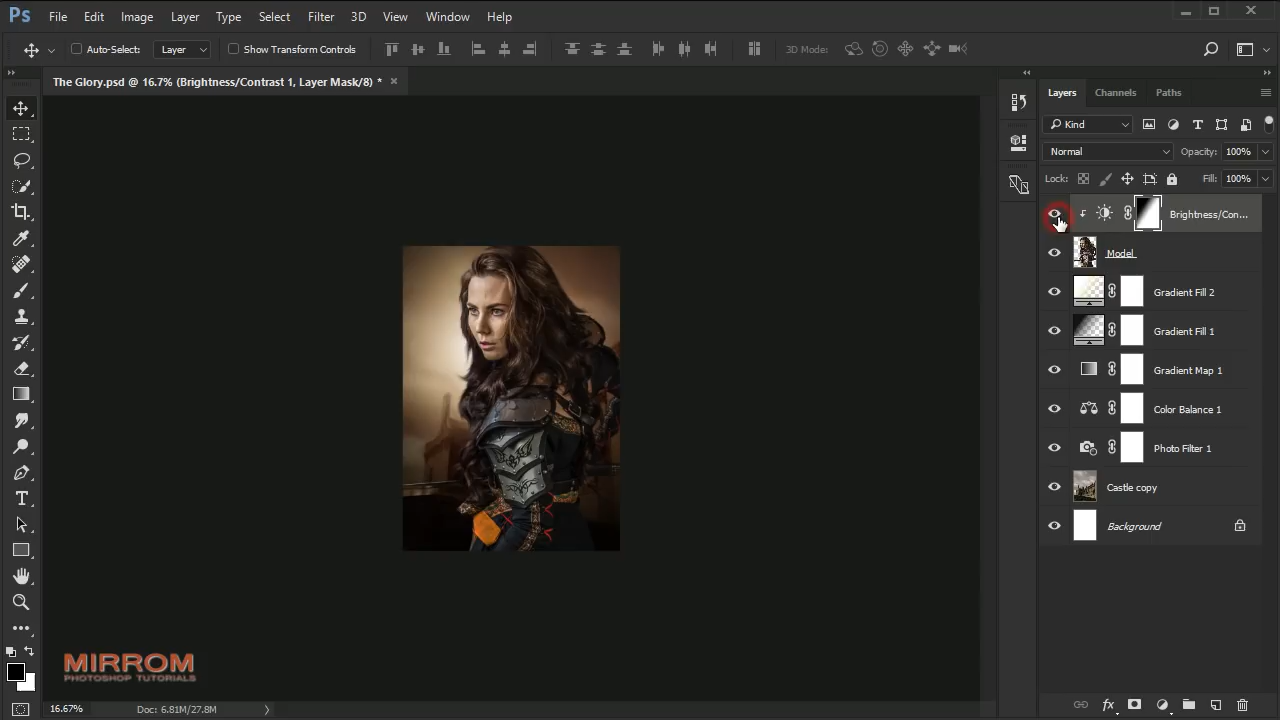 Ps File Edit Image Layer Type Select Filter 3D View Window Help
Auto-Select: Layer Show Transform Controls 3D Mode:
The Glory.psd @ 16.7% (Brightness/Contrast 1, Layer Mask/8) *
Layers Channels Paths
Kind
Normal Opacity: 100%
Lock: Fill: 100%
Brightness/Con...
Model
Gradient Fill 2
Gradient Fill 1
Gradient Map 1
Color Balance 1
Photo Filter 1
Castle copy
Background
MIRROM
PHOTOSHOP TUTORIALS
16.67% Doc: 6.81M/27.8M
fx